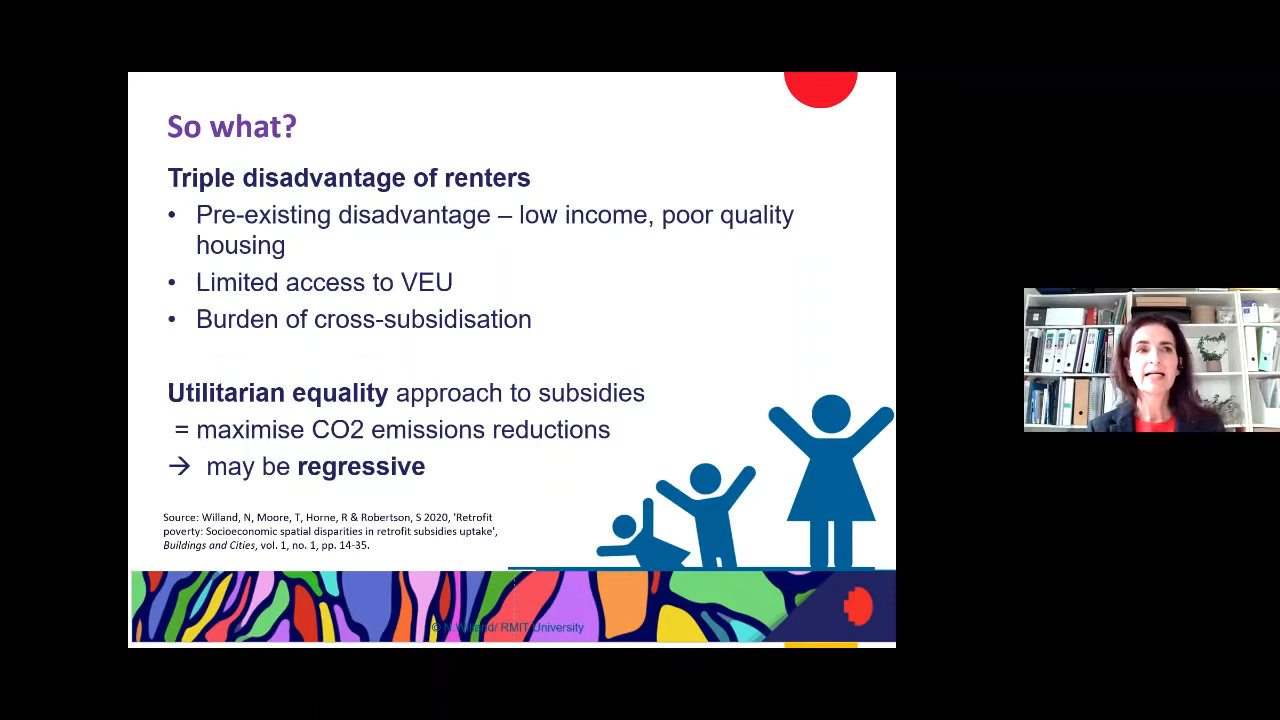 So what?
Triple disadvantage of renters
• Pre-existing disadvantage – low income, poor quality
housing
• Limited access to VEU
• Burden of cross-subsidisation
Utilitarian equality approach to subsidies
= maximise CO2 emissions reductions
→ may be regressive
Source: Willand, N, Moore, T, Horne, R & Robertson, S 2020, 'Retrofit
poverty: Socioeconomic spatial disparities in retrofit subsidies uptake',
Buildings and Cities, vol. 1, no. 1, pp. 14-35.
© N.Willand/ RMIT University